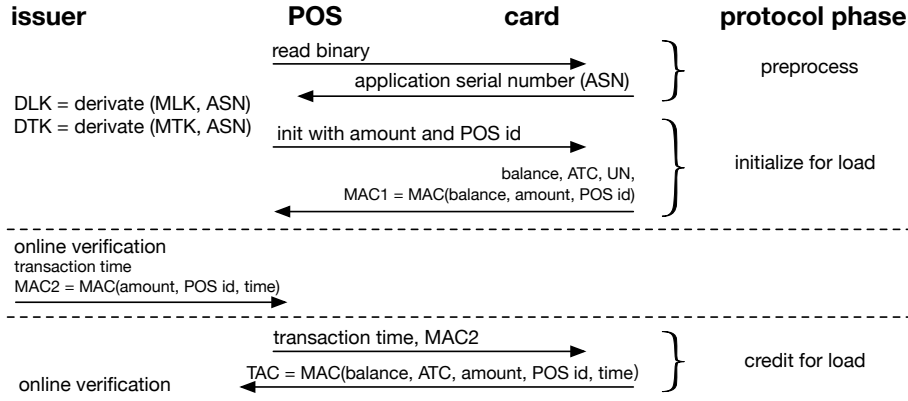 issuer POS card protocol phase
read binary
preprocess
application serial number (ASN)
DLK = derivate (MLK, ASN)
DTK = derivate (MTK, ASN)
init with amount and POS id
initialize for load
balance, ATC, UN,
MAC1 = MAC(balance, amount, POS id)
online verification
transaction time
MAC2 = MAC(amount, POS id, time)
transaction time, MAC2
credit for load
TAC = MAC(balance, ATC, amount, POS id, time)
online verification